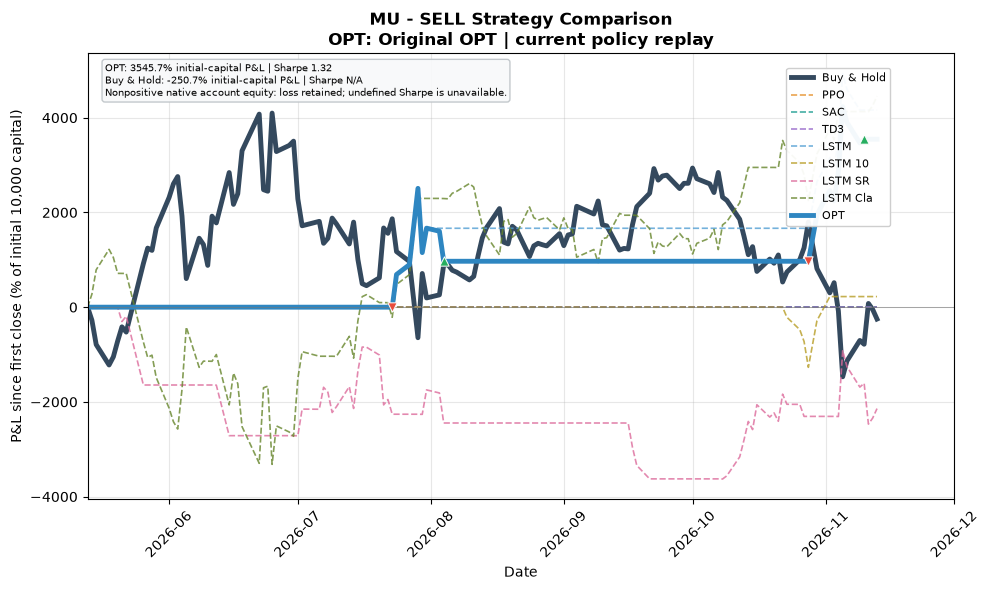 MU - SELL Strategy Comparison
OPT: Original OPT | current policy replay
OPT: 3545.7% initial-capital P&L | Sharpe 1.32
Buy & Hold: -250.7% initial-capital P&L | Sharpe N/A
Nonpositive native account equity: loss retained; undefined Sharpe is unavailable.
Buy & Hold
PPO
SAC
TD3
LSTM
LSTM 10
LSTM SR
LSTM Cla
OPT
P&L since first close (% of initial 10,000 capital)
4000
2000
0
−2000
−4000
2026-06
2026-07
2026-08
2026-09
2026-10
2026-11
2026-12
Date